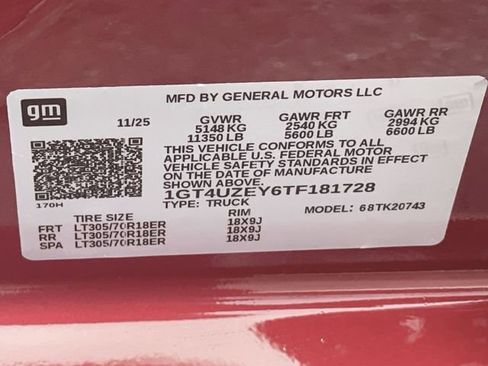 gm
MFD BY GENERAL MOTORS LLC
11/25 GVWR GAWR FRT GAWR RR
5148 KG 2540 KG 2994 KG
11350 LB 5600 LB 6600 LB
THIS VEHICLE CONFORMS TO ALL
APPLICABLE U.S. FEDERAL MOTOR
VEHICLE SAFETY STANDARDS IN EFFECT
ON THE DATE OF MANUFACTURE
SHOWN ABOVE.
1GT4UZEY6TF181728
170H
TYPE: TRUCK MODEL: 68TK20743
TIRE SIZE RIM
FRT LT305/70R18ER 18X9J
RR LT305/70R18ER 18X9J
SPA LT305/70R18ER 18X9J